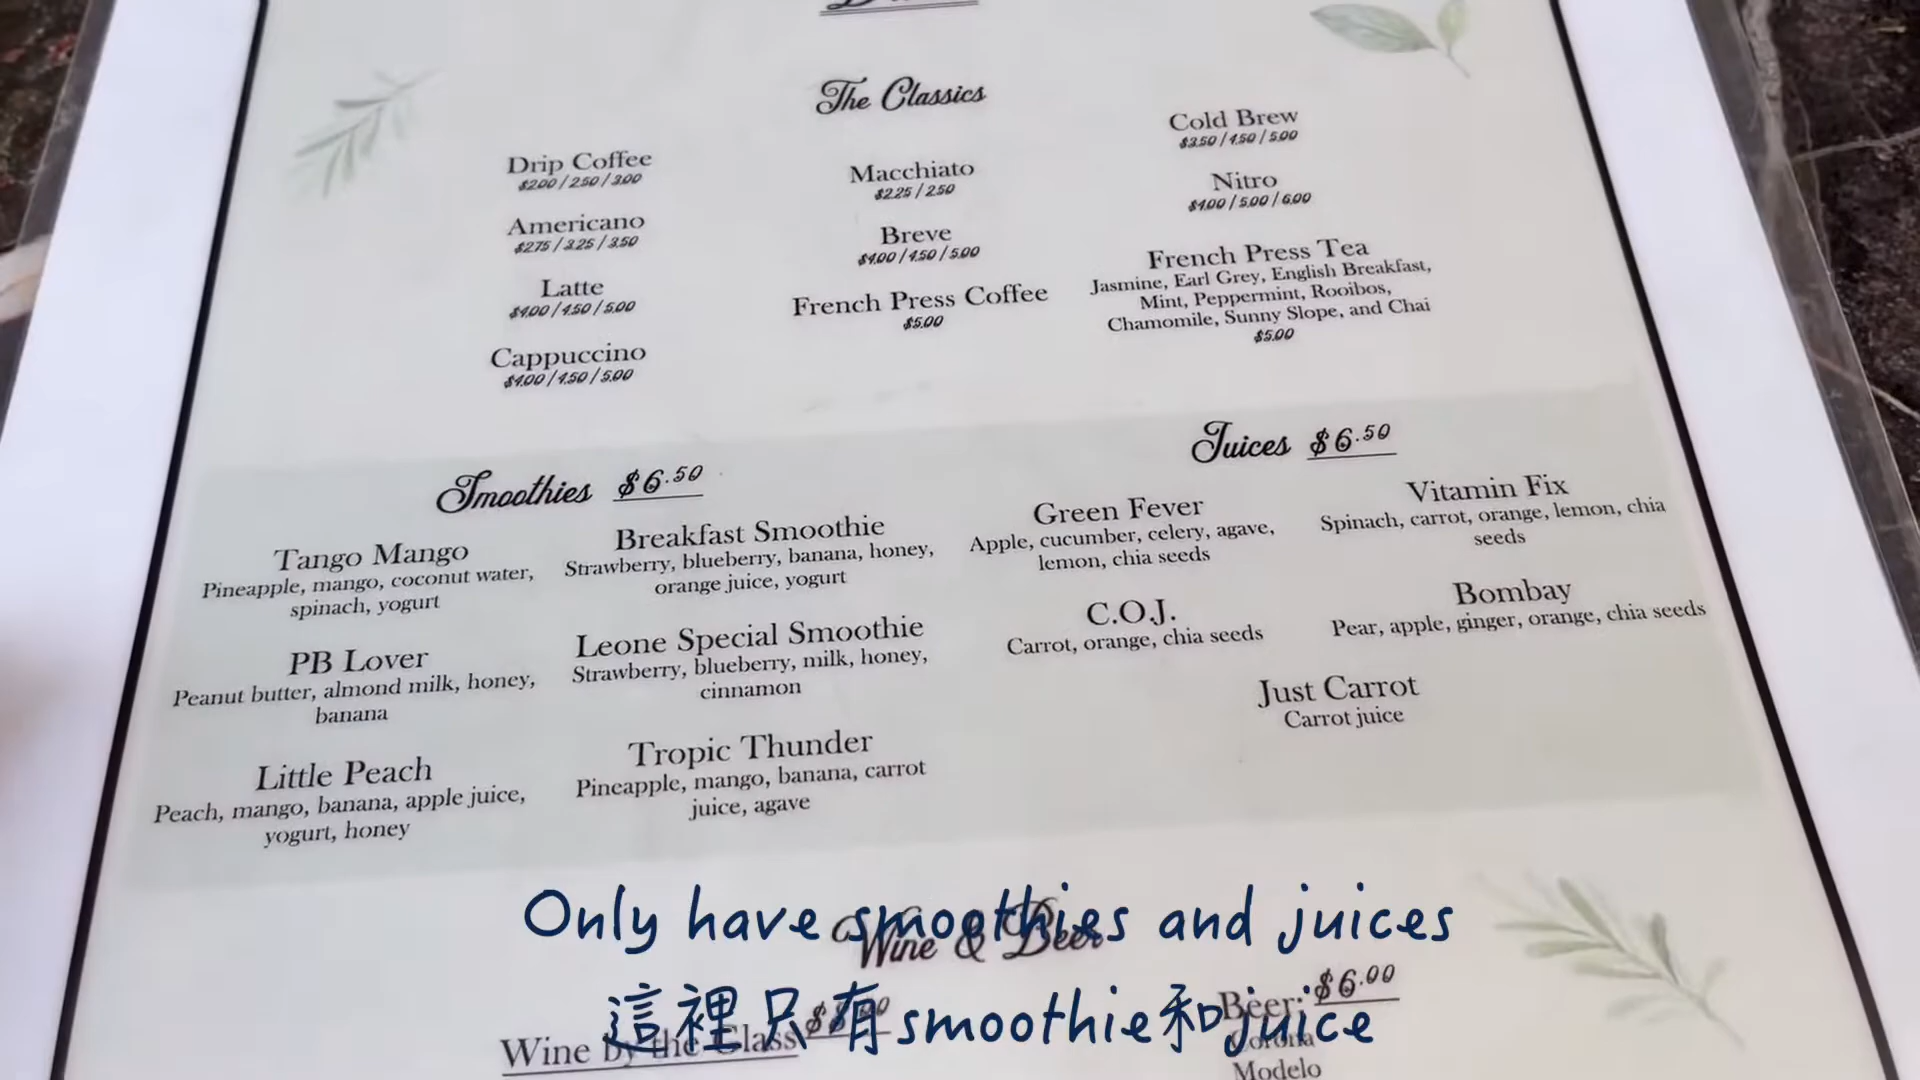 The Classics
Drip Coffee
$2.00 / 2.50 / 3.00
Americano
$2.75 / 3.25 / 3.50
Latte
$4.00 / 4.50 / 5.00
Cappuccino
$4.00 / 4.50 / 5.00
Macchiato
$2.25 / 2.50
Breve
$4.00 / 4.50 / 5.00
French Press Coffee
$5.00
Cold Brew
$3.50 / 4.50 / 5.00
Nitro
$4.00 / 5.00 / 6.00
French Press Tea
Jasmine, Earl Grey, English Breakfast,
Mint, Peppermint, Rooibos,
Chamomile, Sunny Slope, and Chai
$5.00
Smoothies $6.50
Tango Mango
Pineapple, mango, coconut water,
spinach, yogurt
PB Lover
Peanut butter, almond milk, honey,
banana
Little Peach
Peach, mango, banana, apple juice,
yogurt, honey
Breakfast Smoothie
Strawberry, blueberry, banana, honey,
orange juice, yogurt
Leone Special Smoothie
Strawberry, blueberry, milk, honey,
cinnamon
Tropic Thunder
Pineapple, mango, banana, carrot
juice, agave
Juices $6.50
Green Fever
Apple, cucumber, celery, agave,
lemon, chia seeds
C.O.J.
Carrot, orange, chia seeds
Vitamin Fix
Spinach, carrot, orange, lemon, chia
seeds
Bombay
Pear, apple, ginger, orange, chia seeds
Just Carrot
Carrot juice
Wine & Beer
Wine by the Glass
Beer: $6.00
Corona
Modelo
Only have smoothies and juices
這裡只有smoothie和juice